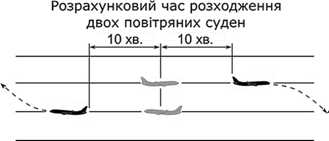 Розрахунковий час розходження
двох повітряних суден
10 хв. 10 хв.